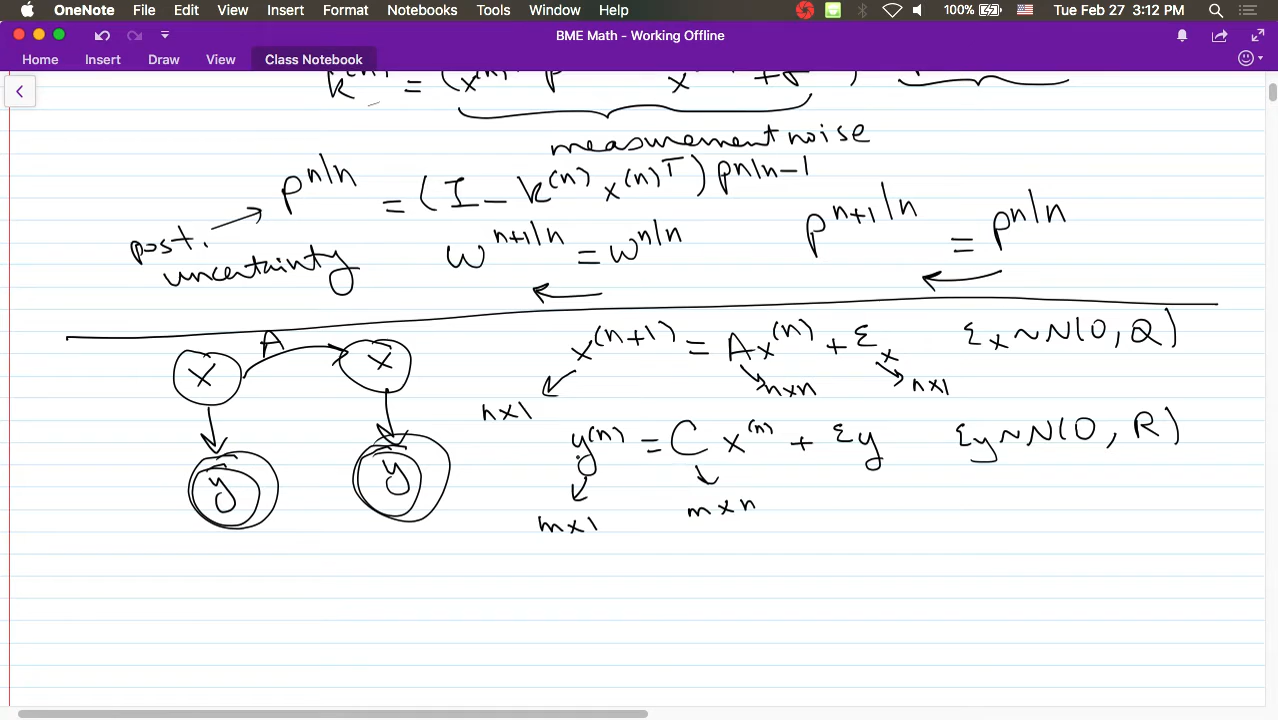 OneNote File Edit View Insert Format Notebooks Tools Window Help 100% Tue Feb 27 3:12 PM
BME Math - Working Offline
Home Insert Draw View Class Notebook
k^(n) = (x^(n) P x + σ )
measurement noise
P^n|n = (I - k^(n) x^(n)T) P^n|n-1
post. uncertainty
w^n+1|n = w^n|n
P^n+1|n = P^n|n
A
x x
y y
x^(n+1) = A x^(n) + ε_x ε_x ~ N(0, Q)
n×1 n×n n×1
y^(n) = C x^(n) + ε_y ε_y ~ N(0, R)
m×1 m×n